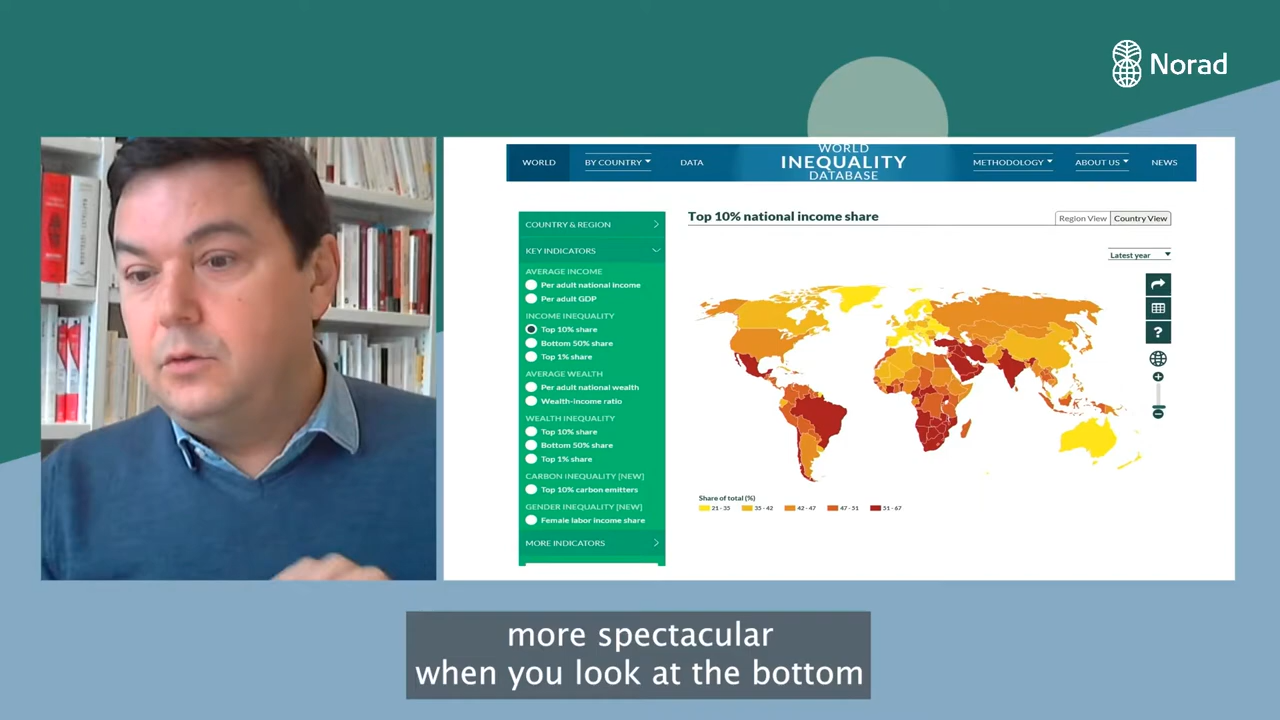 Norad
WORLD
BY COUNTRY
DATA
WORLD
INEQUALITY
DATABASE
METHODOLOGY
ABOUT US
NEWS
COUNTRY & REGION
KEY INDICATORS
AVERAGE INCOME
Per adult national income
Per adult GDP
INCOME INEQUALITY
Top 10% share
Bottom 50% share
Top 1% share
AVERAGE WEALTH
Per adult national wealth
Wealth-income ratio
WEALTH INEQUALITY
Top 10% share
Bottom 50% share
Top 1% share
CARBON INEQUALITY [NEW]
Top 10% carbon emitters
GENDER INEQUALITY [NEW]
Female labor income share
MORE INDICATORS
Top 10% national income share
Region View
Country View
Latest year
?
Share of total (%)
21 - 35
35 - 42
42 - 47
47 - 51
51 - 67
more spectacular
when you look at the bottom